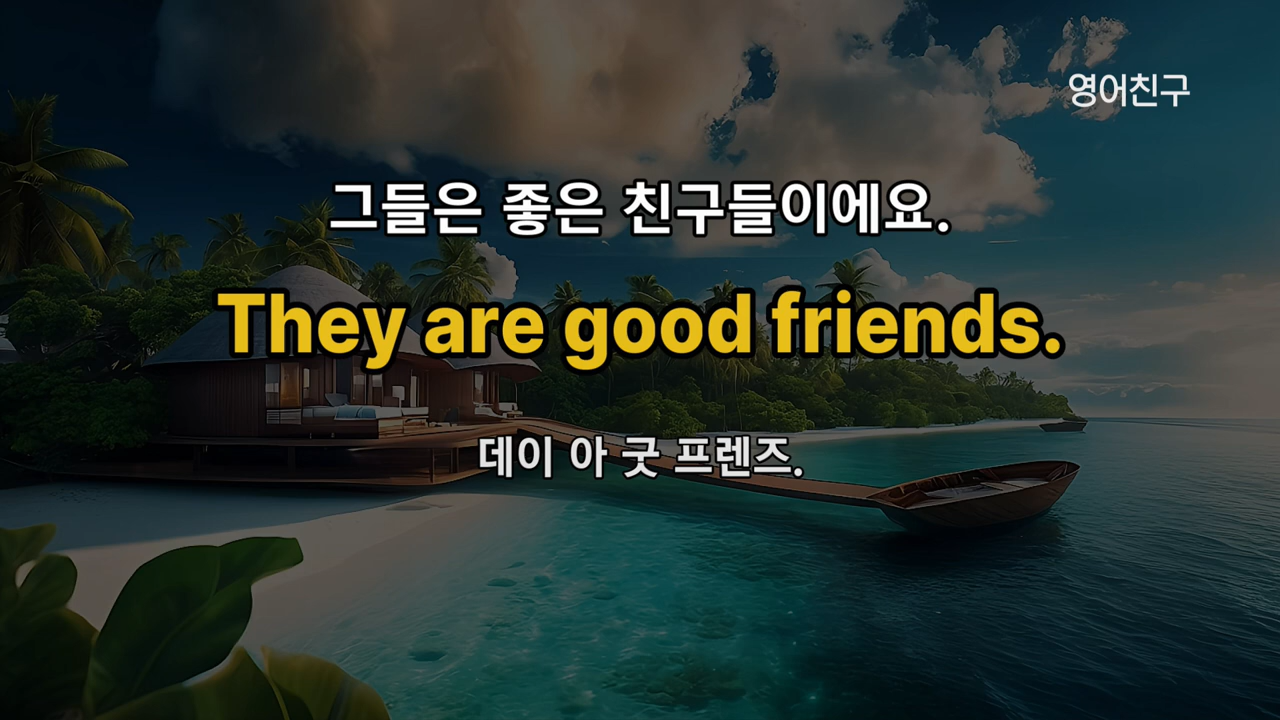 영어친구
그들은 좋은 친구들이에요.
They are good friends.
데이 아 굿 프렌즈.